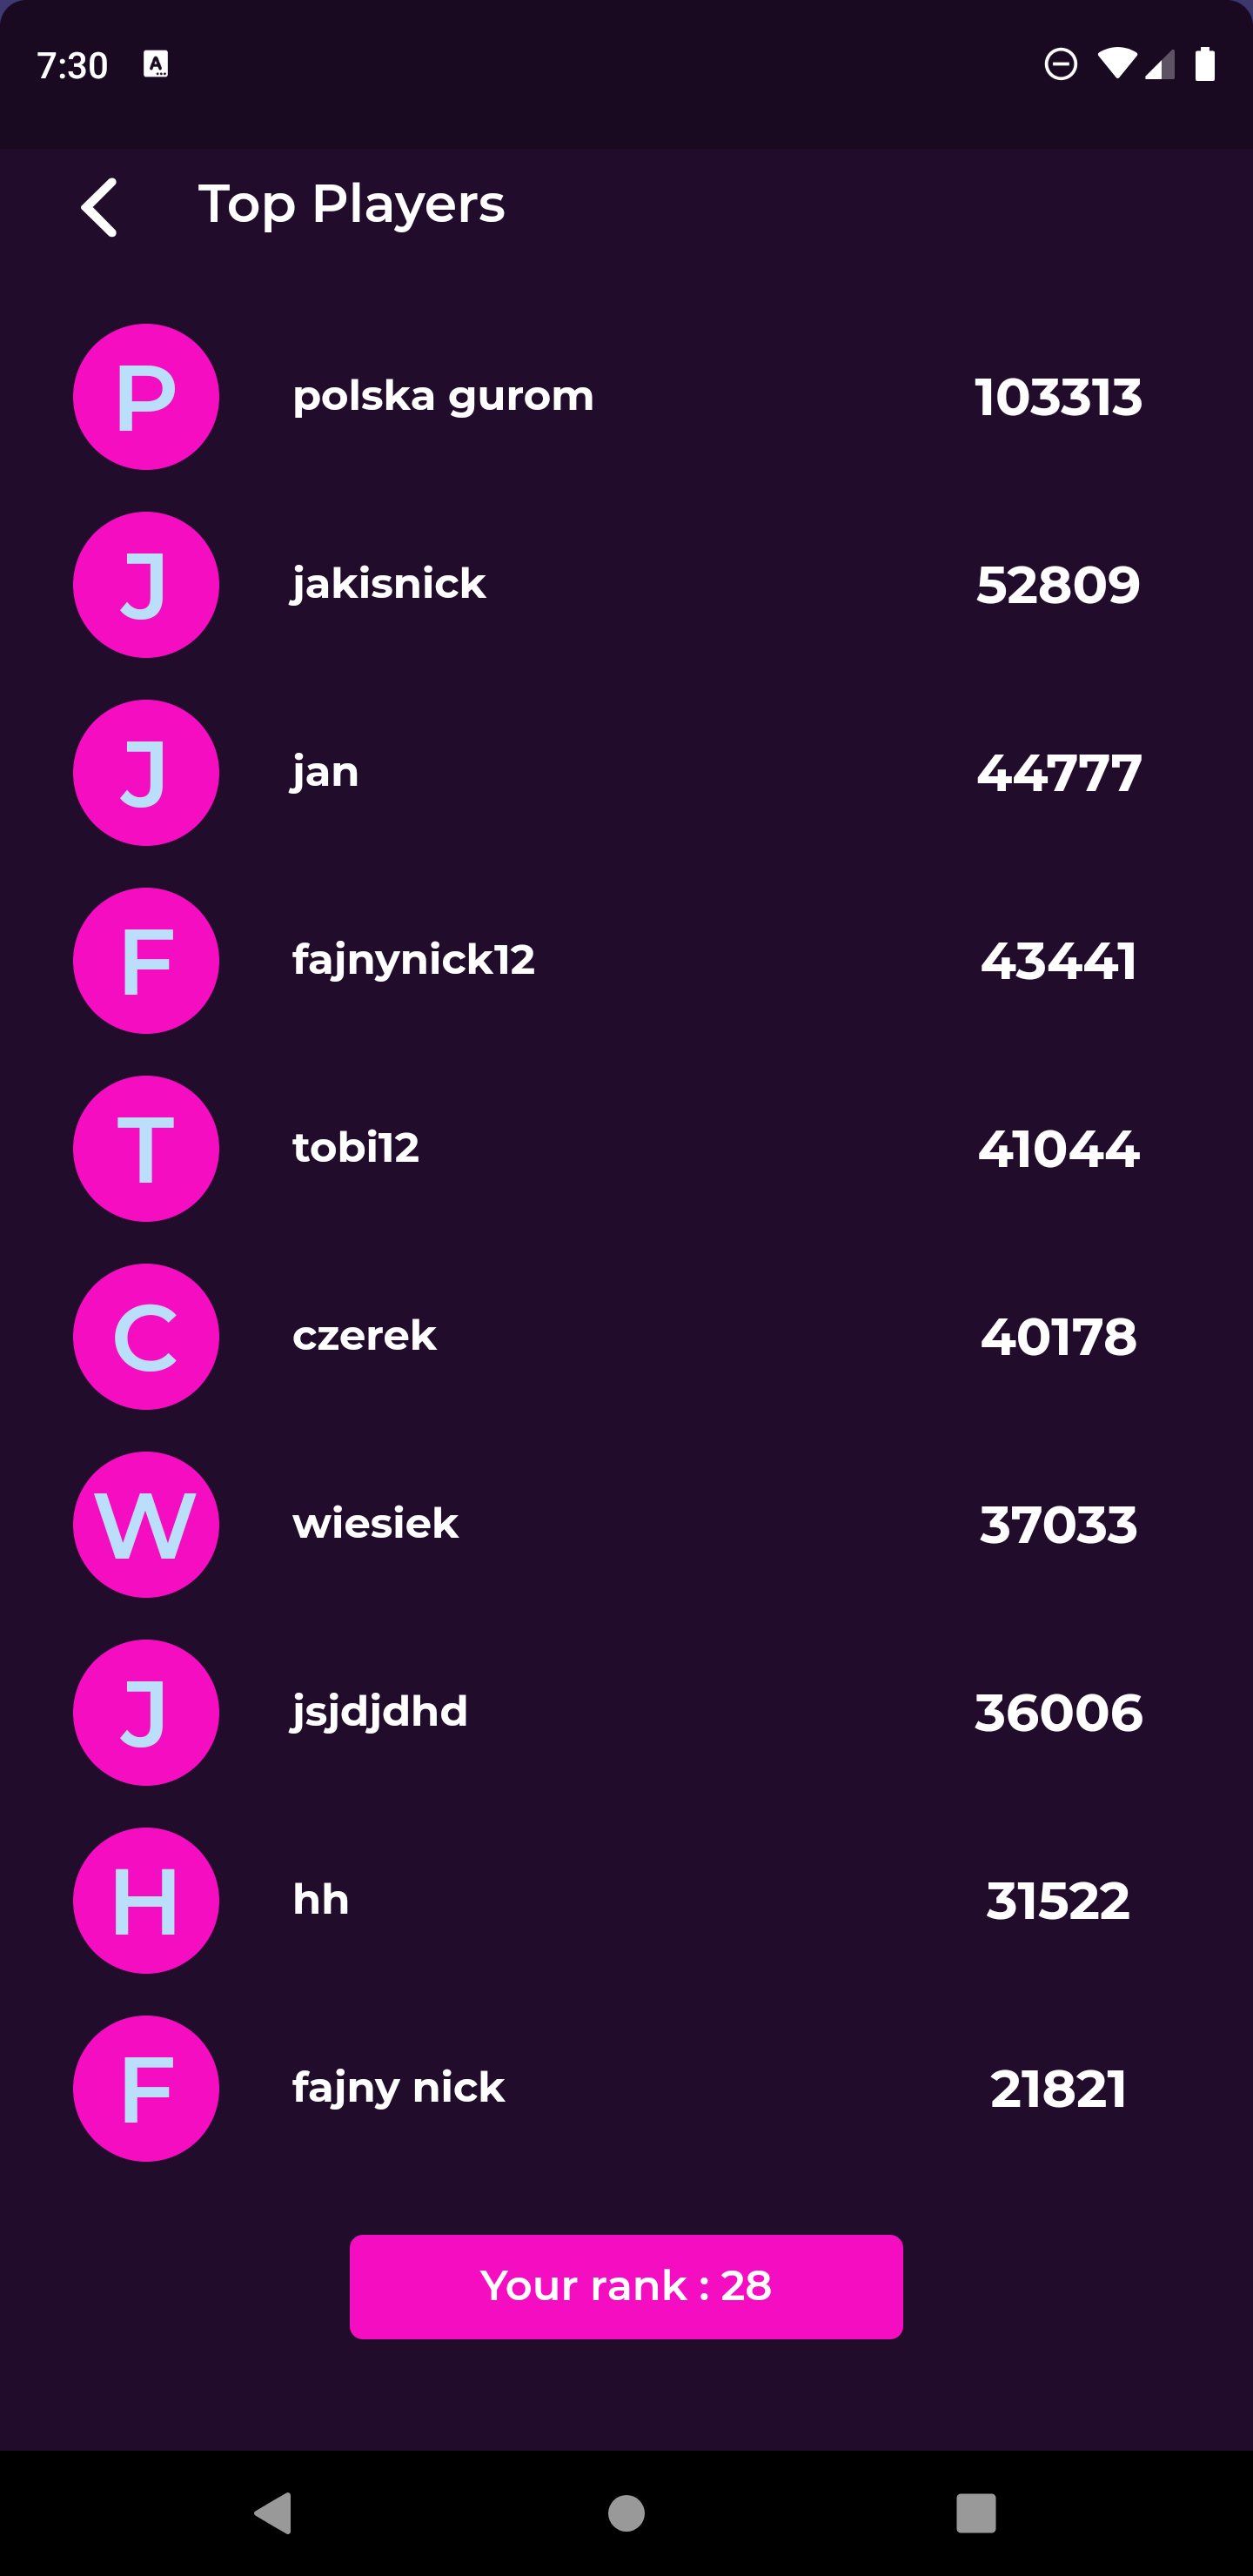 7:30
Top Players
P polska gurom 103313
J jakisnick 52809
J jan 44777
F fajnynick12 43441
T tobi12 41044
C czerek 40178
W wiesiek 37033
J jsjdjdhd 36006
H hh 31522
F fajny nick 21821
Your rank : 28